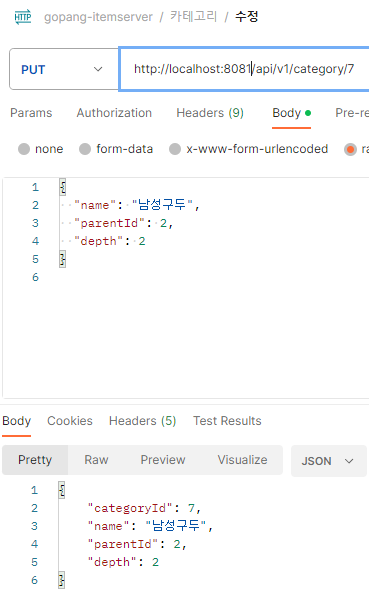 HTTP gopang-itemserver / 카테고리 / 수정
PUT http://localhost:8081/api/v1/category/7
Params Authorization Headers (9) Body Pre-re
none form-data x-www-form-urlencoded ra
1 {
2 "name": "남성구두",
3 "parentId": 2,
4 "depth": 2
5 }
6
Body Cookies Headers (5) Test Results
Pretty Raw Preview Visualize JSON
1 {
2 "categoryId": 7,
3 "name": "남성구두",
4 "parentId": 2,
5 "depth": 2
6 }